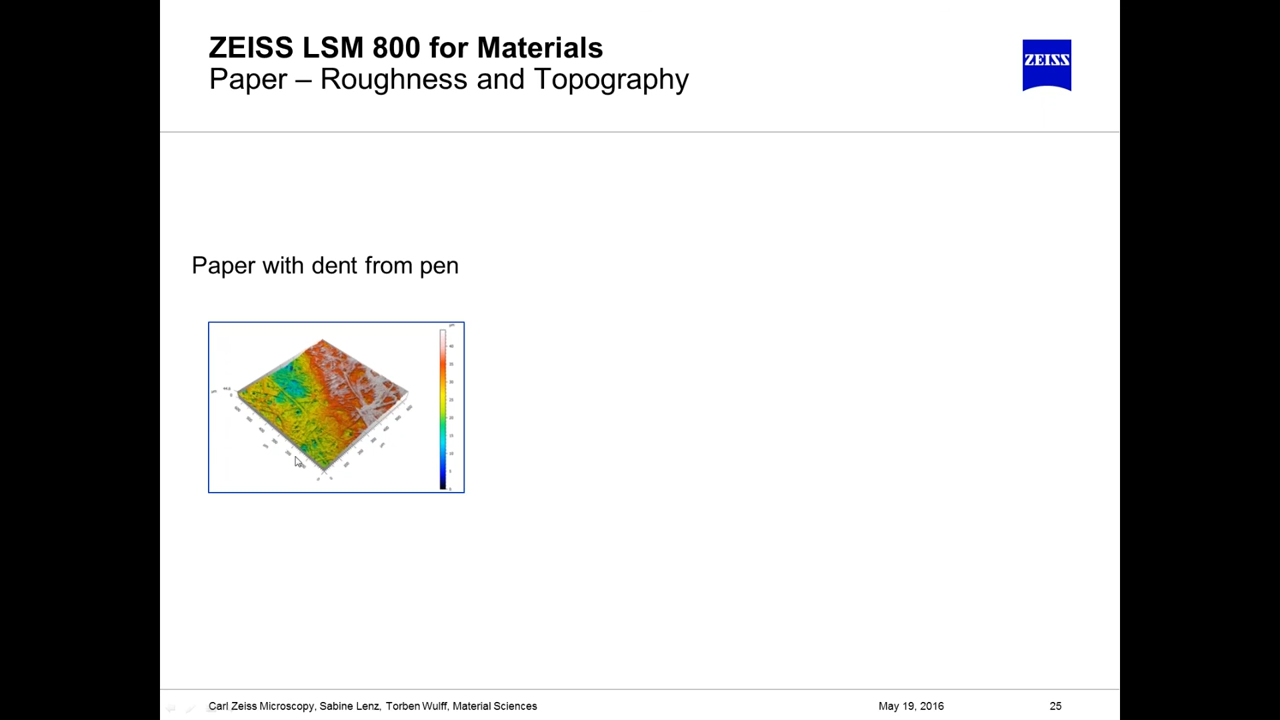 ZEISS LSM 800 for Materials
Paper – Roughness and Topography
ZEISS
Paper with dent from pen
Carl Zeiss Microscopy, Sabine Lenz, Torben Wulff, Material Sciences
May 19, 2016
25